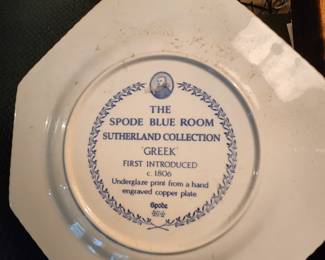 THE
SPODE BLUE ROOM
SUTHERLAND COLLECTION
'GREEK'
FIRST INTRODUCED
c. 1806
Underglaze print from a hand
engraved copper plate
Spode